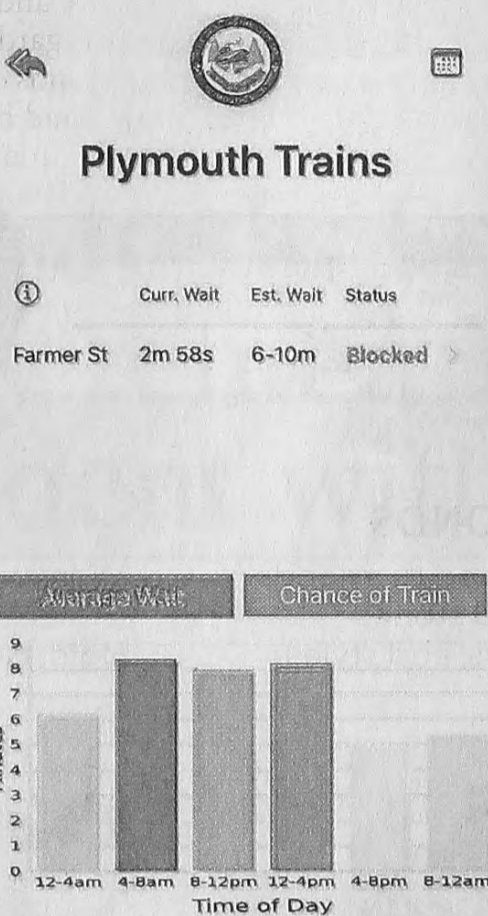 Plymouth Trains
Curr. Wait Est. Wait Status
Farmer St 2m 58s 6-10m Blocked
Average Wait Chance of Train
9
8
7
6
5
4
3
2
1
0
12-4am 4-8am 8-12pm 12-4pm 4-8pm 8-12am
Time of Day